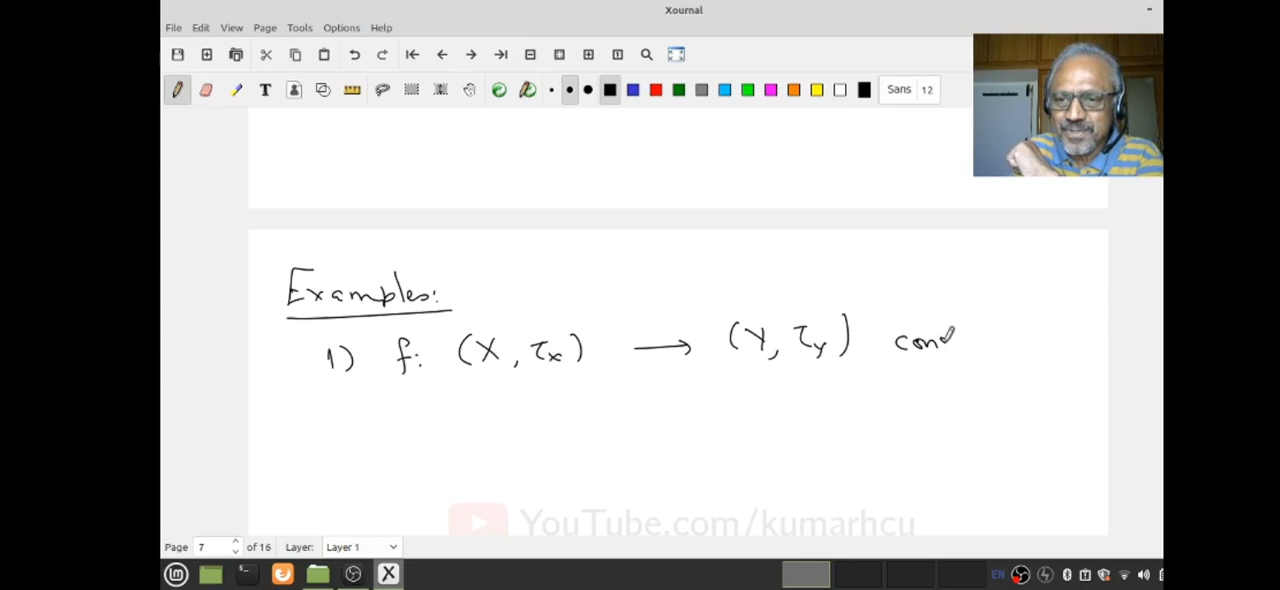 Xournal
File Edit View Page Tools Options Help
Sans 12
Examples:
1) f: (X, τx) ⟶ (Y, τy) con
YouTube.com/kumarhcu
Page 7 of 16 Layer: Layer 1
EN